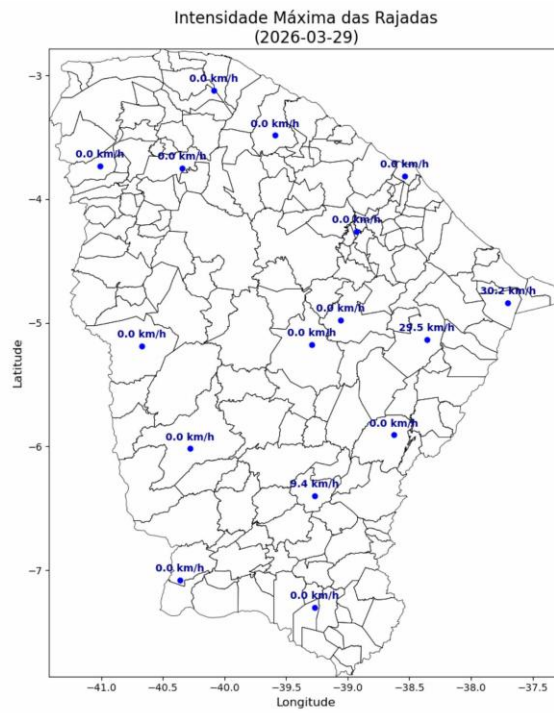 Intensidade Máxima das Rajadas
(2026-03-29)
−3
0.0 km/h
0.0 km/h
0.0 km/h
0.0 km/h
0.0 km/h
−4
0.0 km/h
30.2 km/h
0.0 km/h
−5
0.0 km/h
0.0 km/h
29.5 km/h
Latitude
0.0 km/h
−6
0.0 km/h
9.4 km/h
−7
0.0 km/h
0.0 km/h
−41.0
−40.5
−40.0
−39.5
−39.0
−38.5
−38.0
−37.5
Longitude